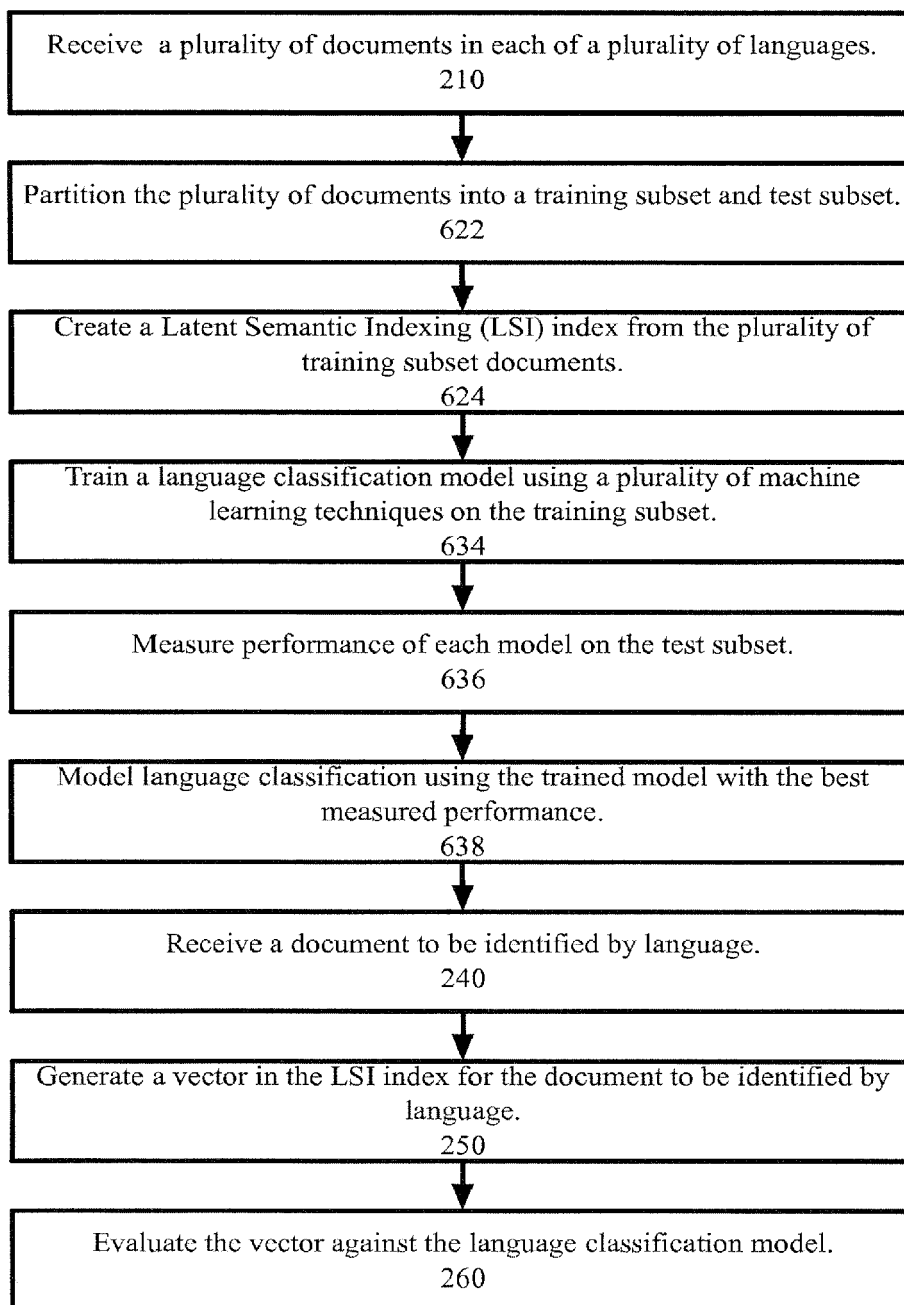 Receive a plurality of documents in each of a plurality of languages.
210
Partition the plurality of documents into a training subset and test subset.
622
Create a Latent Semantic Indexing (LSI) index from the plurality of
training subset documents.
624
Train a language classification model using a plurality of machine
learning techniques on the training subset.
634
Measure performance of each model on the test subset.
636
Model language classification using the trained model with the best
measured performance.
638
Receive a document to be identified by language.
240
Generate a vector in the LSI index for the document to be identified by
language.
250
Evaluate the vector against the language classification model.
260